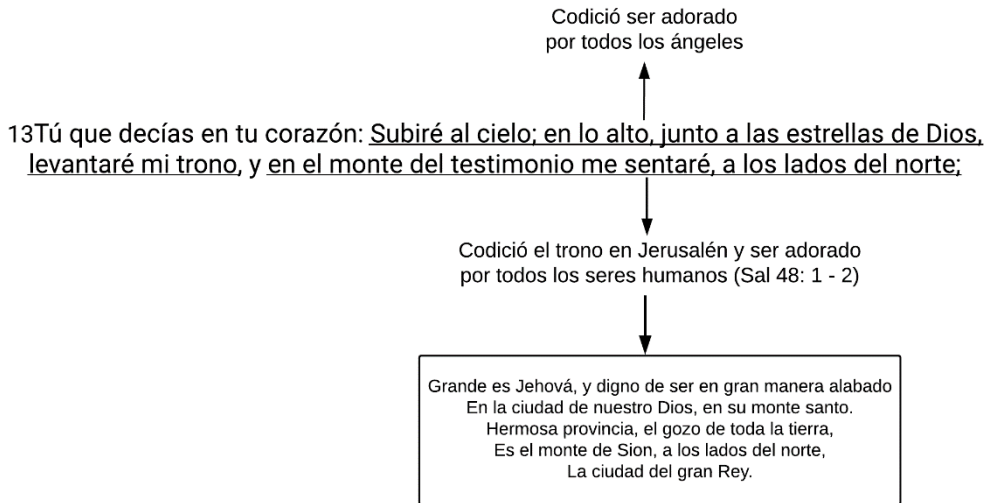 Codició ser adorado
por todos los ángeles
13Tú que decías en tu corazón: Subiré al cielo; en lo alto, junto a las estrellas de Dios,
levantaré mi trono, y en el monte del testimonio me sentaré, a los lados del norte;
Codició el trono en Jerusalén y ser adorado
por todos los seres humanos (Sal 48: 1 - 2)
Grande es Jehová, y digno de ser en gran manera alabado
En la ciudad de nuestro Dios, en su monte santo.
Hermosa provincia, el gozo de toda la tierra,
Es el monte de Sion, a los lados del norte,
La ciudad del gran Rey.